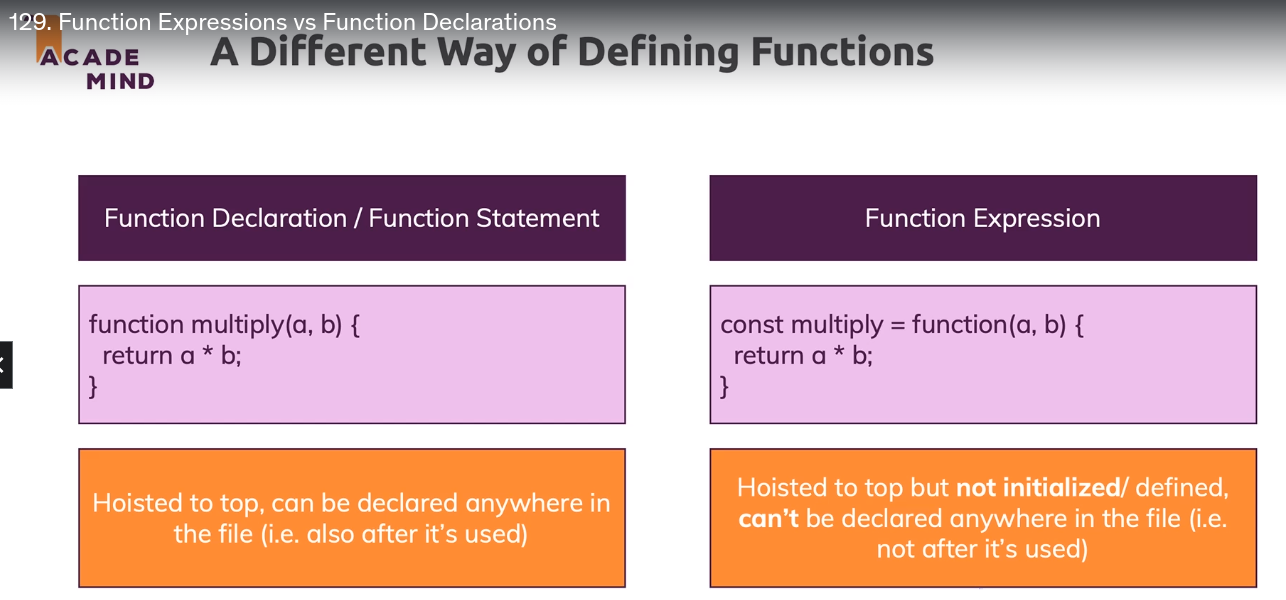 129. Function Expressions vs Function Declarations
ACADE
MIND
A Different Way of Defining Functions
Function Declaration / Function Statement
function multiply(a, b) {
return a * b;
}
Hoisted to top, can be declared anywhere in
the file (i.e. also after it's used)
Function Expression
const multiply = function(a, b) {
return a * b;
}
Hoisted to top but not initialized/ defined,
can't be declared anywhere in the file (i.e.
not after it's used)